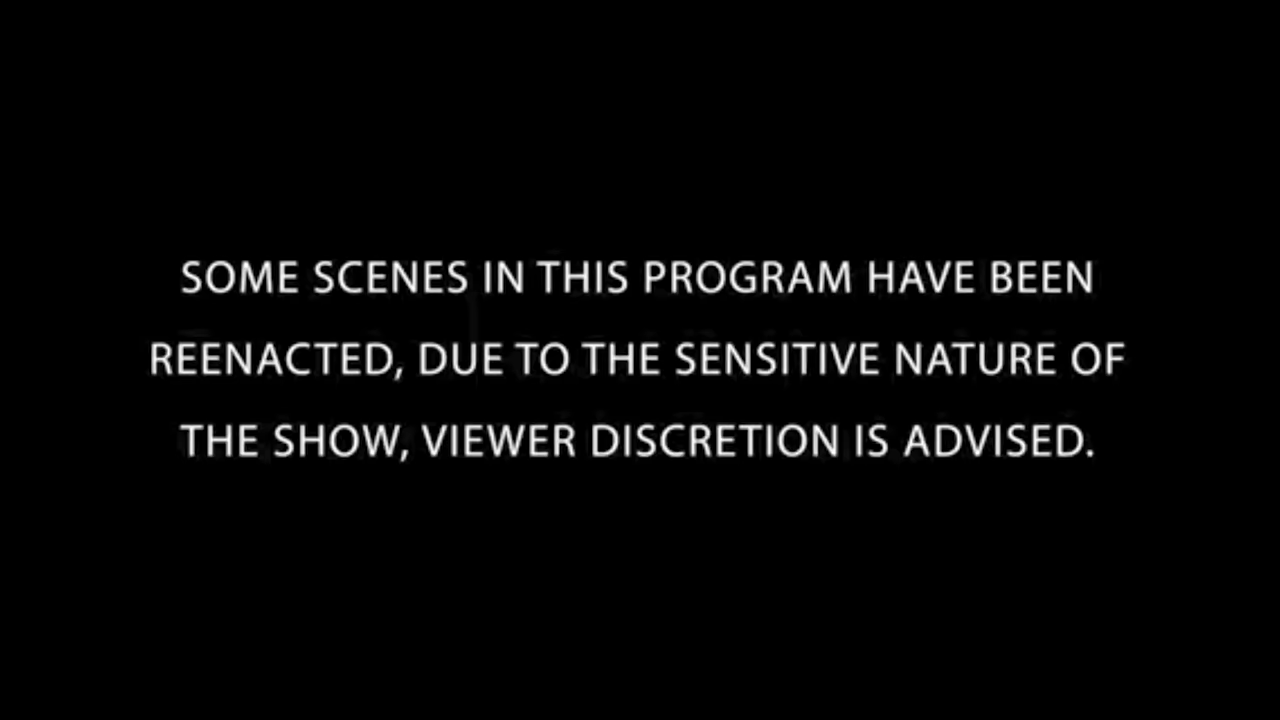 SOME SCENES IN THIS PROGRAM HAVE BEEN
REENACTED, DUE TO THE SENSITIVE NATURE OF
THE SHOW, VIEWER DISCRETION IS ADVISED.